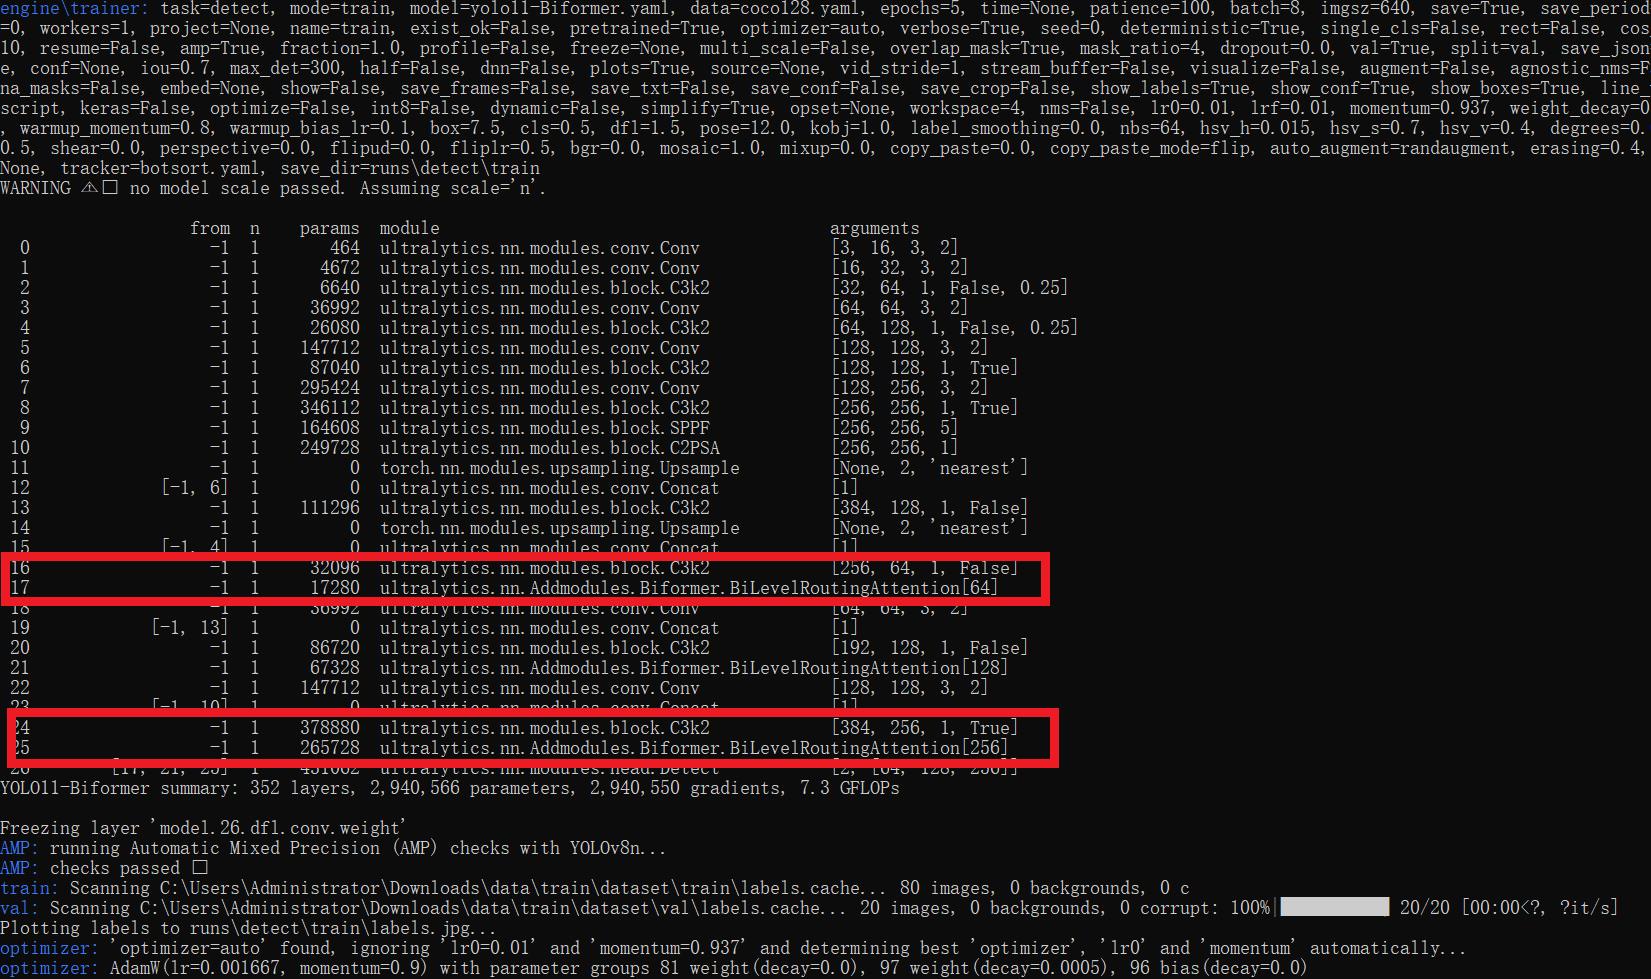 engine\trainer: task=detect, mode=train, model=yolo11-Biformer.yaml, data=coco128.yaml, epochs=5, time=None, patience=100, batch=8, imgsz=640, save=True, save_period
=0, workers=1, project=None, name=train, exist_ok=False, pretrained=True, optimizer=auto, verbose=True, seed=0, deterministic=True, single_cls=False, rect=False, cos_
10, resume=False, amp=True, fraction=1.0, profile=False, freeze=None, multi_scale=False, overlap_mask=True, mask_ratio=4, dropout=0.0, val=True, split=val, save_json
e, conf=None, iou=0.7, max_det=300, half=False, dnn=False, plots=True, source=None, vid_stride=1, stream_buffer=False, visualize=False, augment=False, agnostic_nms=F
na_masks=False, embed=None, show=False, save_frames=False, save_txt=False, save_conf=False, save_crop=False, show_labels=True, show_conf=True, show_boxes=True, line_
script, keras=False, optimize=False, int8=False, dynamic=False, simplify=True, opset=None, workspace=4, nms=False, lr0=0.01, lrf=0.01, momentum=0.937, weight_decay=0
, warmup_momentum=0.8, warmup_bias_lr=0.1, box=7.5, cls=0.5, dfl=1.5, pose=12.0, kobj=1.0, label_smoothing=0.0, nbs=64, hsv_h=0.015, hsv_s=0.7, hsv_v=0.4, degrees=0.
0.5, shear=0.0, perspective=0.0, flipud=0.0, fliplr=0.5, bgr=0.0, mosaic=1.0, mixup=0.0, copy_paste=0.0, copy_paste_mode=flip, auto_augment=randaugment, erasing=0.4,
None, tracker=botsort.yaml, save_dir=runs\detect\train
WARNING ⚠□ no model scale passed. Assuming scale='n'.
from n params module arguments
0 -1 1 464 ultralytics.nn.modules.conv.Conv [3, 16, 3, 2]
1 -1 1 4672 ultralytics.nn.modules.conv.Conv [16, 32, 3, 2]
2 -1 1 6640 ultralytics.nn.modules.block.C3k2 [32, 64, 1, False, 0.25]
3 -1 1 36992 ultralytics.nn.modules.conv.Conv [64, 64, 3, 2]
4 -1 1 26080 ultralytics.nn.modules.block.C3k2 [64, 128, 1, False, 0.25]
5 -1 1 147712 ultralytics.nn.modules.conv.Conv [128, 128, 3, 2]
6 -1 1 87040 ultralytics.nn.modules.block.C3k2 [128, 128, 1, True]
7 -1 1 295424 ultralytics.nn.modules.conv.Conv [128, 256, 3, 2]
8 -1 1 346112 ultralytics.nn.modules.block.C3k2 [256, 256, 1, True]
9 -1 1 164608 ultralytics.nn.modules.block.SPPF [256, 256, 5]
10 -1 1 249728 ultralytics.nn.modules.block.C2PSA [256, 256, 1]
11 -1 1 0 torch.nn.modules.upsampling.Upsample [None, 2, 'nearest']
12 [-1, 6] 1 0 ultralytics.nn.modules.conv.Concat [1]
13 -1 1 111296 ultralytics.nn.modules.block.C3k2 [384, 128, 1, False]
14 -1 1 0 torch.nn.modules.upsampling.Upsample [None, 2, 'nearest']
15 [-1, 4] 1 0 ultralytics.nn.modules.conv.Concat [1]
16 -1 1 32096 ultralytics.nn.modules.block.C3k2 [256, 64, 1, False]
17 -1 1 17280 ultralytics.nn.Addmodules.Biformer.BiLevelRoutingAttention[64]
18 -1 1 36992 ultralytics.nn.modules.conv.Conv [64, 64, 3, 2]
19 [-1, 13] 1 0 ultralytics.nn.modules.conv.Concat [1]
20 -1 1 86720 ultralytics.nn.modules.block.C3k2 [192, 128, 1, False]
21 -1 1 67328 ultralytics.nn.Addmodules.Biformer.BiLevelRoutingAttention[128]
22 -1 1 147712 ultralytics.nn.modules.conv.Conv [128, 128, 3, 2]
23 [-1, 10] 1 0 ultralytics.nn.modules.conv.Concat [1]
24 -1 1 378880 ultralytics.nn.modules.block.C3k2 [384, 256, 1, True]
25 -1 1 265728 ultralytics.nn.Addmodules.Biformer.BiLevelRoutingAttention[256]
26 [17, 21, 25] 1 431062 ultralytics.nn.modules.head.Detect [2, [64, 128, 256]]
YOLO11-Biformer summary: 352 layers, 2,940,566 parameters, 2,940,550 gradients, 7.3 GFLOPs
Freezing layer 'model.26.dfl.conv.weight'
AMP: running Automatic Mixed Precision (AMP) checks with YOLOv8n...
AMP: checks passed □
train: Scanning C:\Users\Administrator\Downloads\data\train\dataset\train\labels.cache... 80 images, 0 backgrounds, 0 c
val: Scanning C:\Users\Administrator\Downloads\data\train\dataset\val\labels.cache... 20 images, 0 backgrounds, 0 corrupt: 100%|██████████| 20/20 [00:00<?, ?it/s]
Plotting labels to runs\detect\train\labels.jpg...
optimizer: 'optimizer=auto' found, ignoring 'lr0=0.01' and 'momentum=0.937' and determining best 'optimizer', 'lr0' and 'momentum' automatically...
optimizer: AdamW(lr=0.001667, momentum=0.9) with parameter groups 81 weight(decay=0.0), 97 weight(decay=0.0005), 96 bias(decay=0.0)